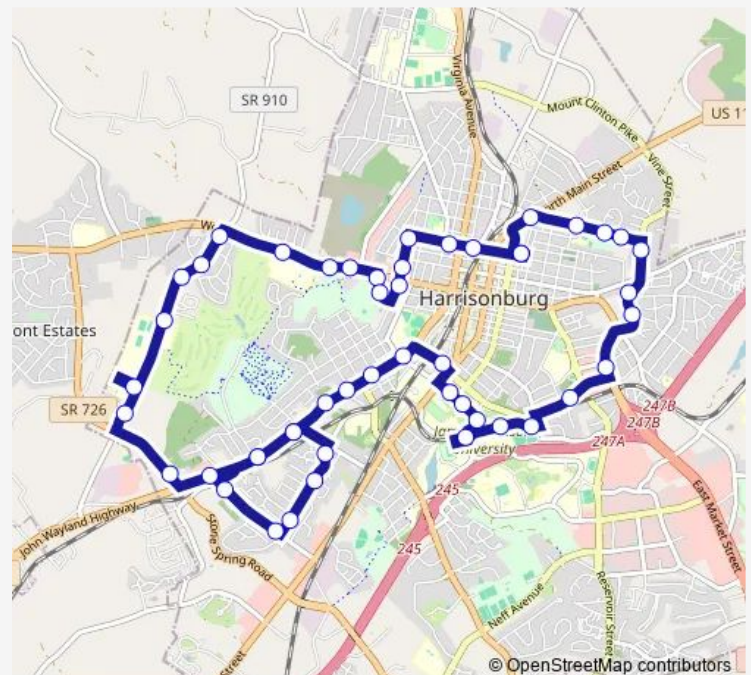 SR 910
Virginia Avenue
Mount Clinton Pike
US 11
Vine Street
orth Main Street
We
Harrisonburg
ont Estates
SR 726
247B
247B
247A
University
245
East Market Street
John Wayland Highway
Stone Spring Road
245
Neff Avenue
Reservoir Street
Street
© OpenStreetMap contributors